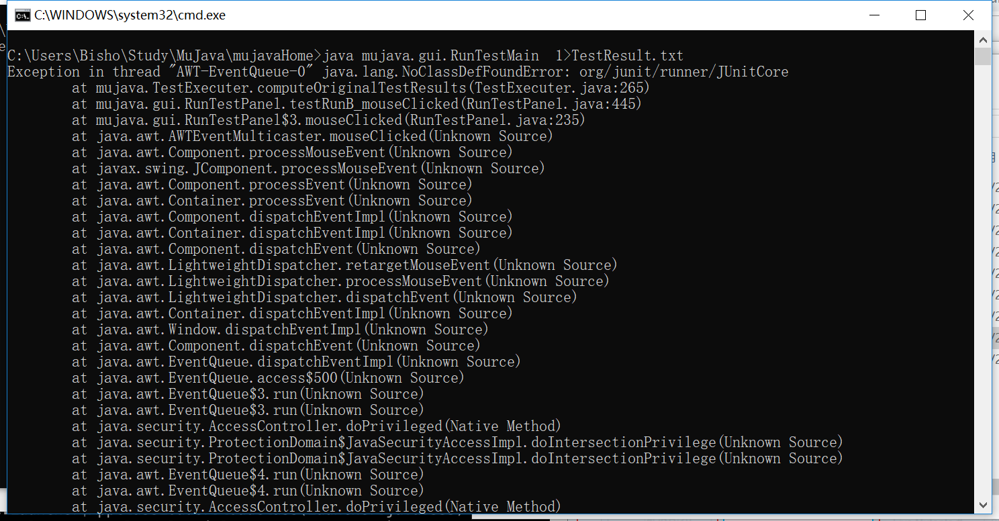 C:\WINDOWS\system32\cmd.exe
C:\Users\Bisho\Study\MuJava\mujavaHome>java mujava.gui.RunTestMain  1>TestResult.txt
Exception in thread "AWT-EventQueue-0" java.lang.NoClassDefFoundError: org/junit/runner/JUnitCore
at mujava.TestExecuter.computeOriginalTestResults(TestExecuter.java:265)
at mujava.gui.RunTestPanel.testRunB_mouseClicked(RunTestPanel.java:445)
at mujava.gui.RunTestPanel$3.mouseClicked(RunTestPanel.java:235)
at java.awt.AWTEventMulticaster.mouseClicked(Unknown Source)
at java.awt.Component.processMouseEvent(Unknown Source)
at javax.swing.JComponent.processMouseEvent(Unknown Source)
at java.awt.Component.processEvent(Unknown Source)
at java.awt.Container.processEvent(Unknown Source)
at java.awt.Component.dispatchEventImpl(Unknown Source)
at java.awt.Container.dispatchEventImpl(Unknown Source)
at java.awt.Component.dispatchEvent(Unknown Source)
at java.awt.LightweightDispatcher.retargetMouseEvent(Unknown Source)
at java.awt.LightweightDispatcher.processMouseEvent(Unknown Source)
at java.awt.LightweightDispatcher.dispatchEvent(Unknown Source)
at java.awt.Container.dispatchEventImpl(Unknown Source)
at java.awt.Window.dispatchEventImpl(Unknown Source)
at java.awt.Component.dispatchEvent(Unknown Source)
at java.awt.EventQueue.dispatchEventImpl(Unknown Source)
at java.awt.EventQueue.access$500(Unknown Source)
at java.awt.EventQueue$3.run(Unknown Source)
at java.awt.EventQueue$3.run(Unknown Source)
at java.security.AccessController.doPrivileged(Native Method)
at java.security.ProtectionDomain$JavaSecurityAccessImpl.doIntersectionPrivilege(Unknown Source)
at java.security.ProtectionDomain$JavaSecurityAccessImpl.doIntersectionPrivilege(Unknown Source)
at java.awt.EventQueue$4.run(Unknown Source)
at java.awt.EventQueue$4.run(Unknown Source)
at java.security.AccessController.doPrivileged(Native Method)